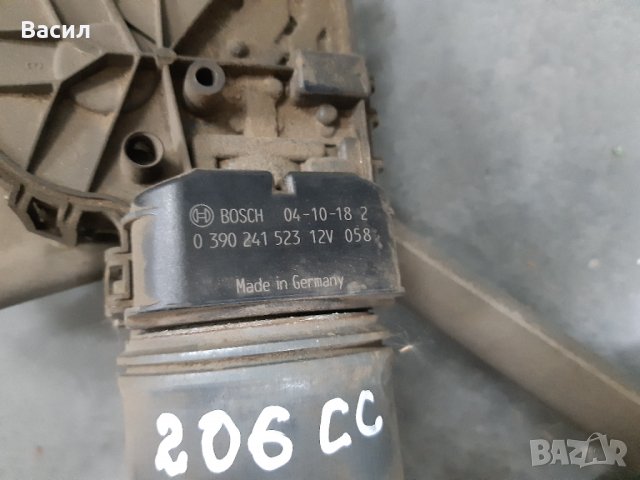 Васил
BOSCH 04-10-18 2
0 390 241 523 12V 058
Made in Germany
206 CC
BAZAR